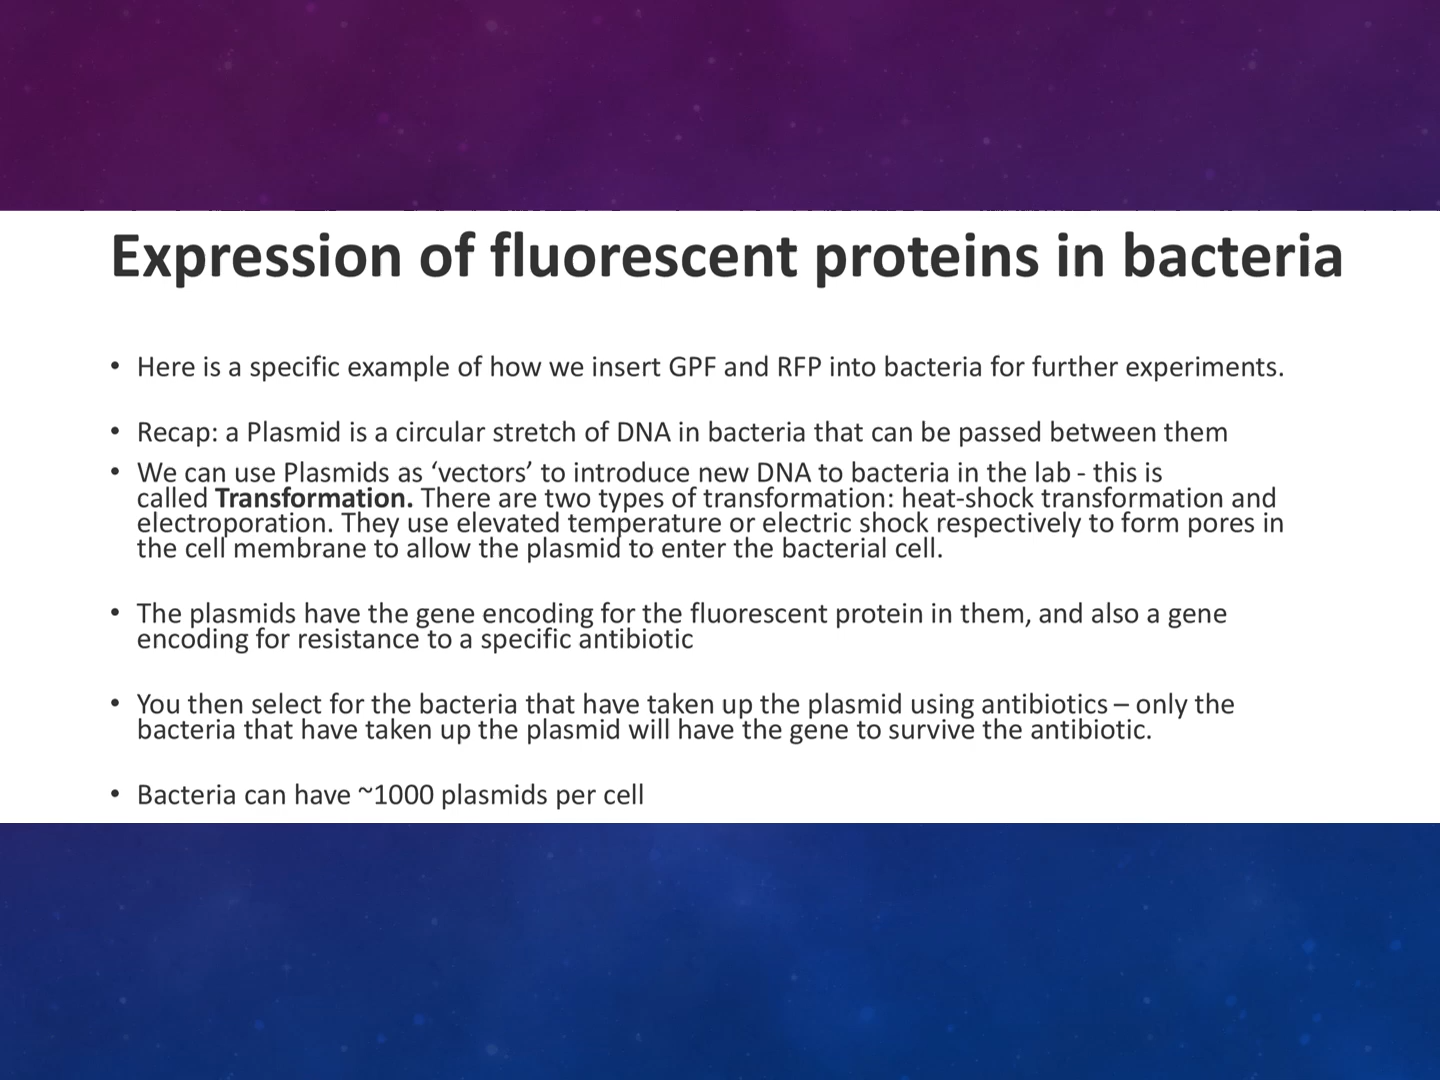 Expression of fluorescent proteins in bacteria
• Here is a specific example of how we insert GPF and RFP into bacteria for further experiments.
• Recap: a Plasmid is a circular stretch of DNA in bacteria that can be passed between them
• We can use Plasmids as ‘vectors’ to introduce new DNA to bacteria in the lab - this is
called Transformation. There are two types of transformation: heat-shock transformation and
electroporation. They use elevated temperature or electric shock respectively to form pores in
the cell membrane to allow the plasmid to enter the bacterial cell.
• The plasmids have the gene encoding for the fluorescent protein in them, and also a gene
encoding for resistance to a specific antibiotic
• You then select for the bacteria that have taken up the plasmid using antibiotics – only the
bacteria that have taken up the plasmid will have the gene to survive the antibiotic.
• Bacteria can have ~1000 plasmids per cell